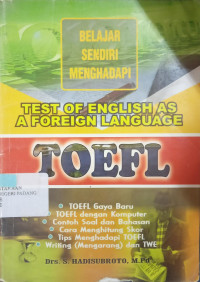 BELAJAR
SENDIRI
MENGHADAPI
TEST OF ENGLISH AS
A FOREIGN LANGUAGE
TOEFL
• TOEFL Gaya Baru
• TOEFL dengan Komputer
• Contoh Soal dan Bahasan
• Cara Menghitung Skor
• Tips Menghadapi TOEFL
• Writing (Mengarang) dan TWE
Drs. S. HADISUBROTO, M.Pd.